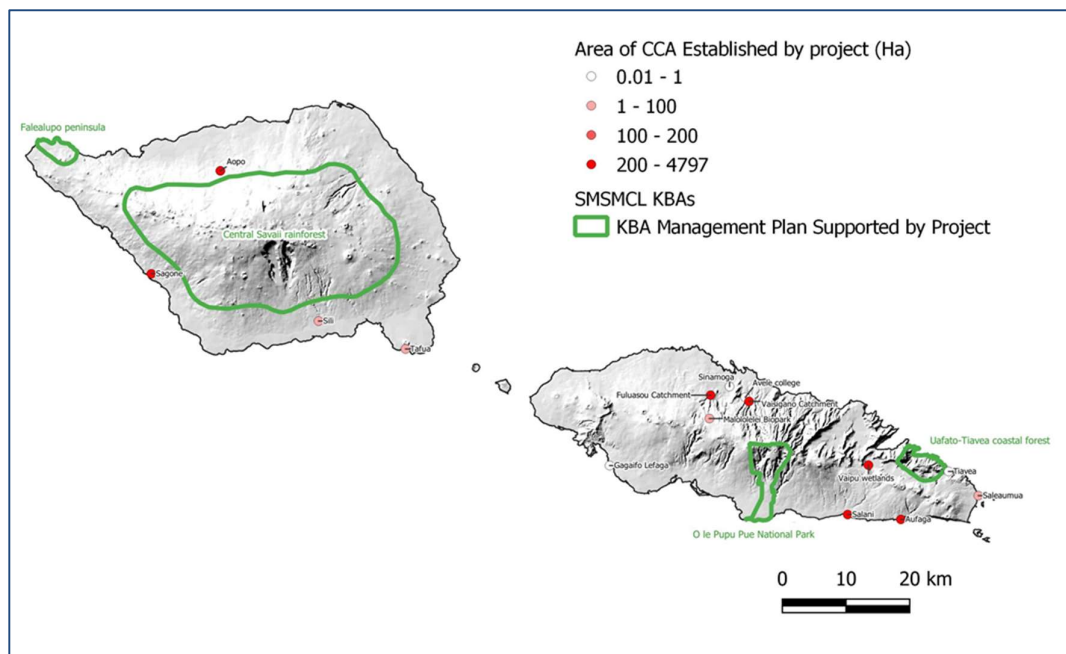 Area of CCA Established by project (Ha)
0.01 - 1
1 - 100
100 - 200
200 - 4797
SMSMCL KBAs
KBA Management Plan Supported by Project
Falealupo peninsula
Aopo
Central Savaii rainforest
Sagone
Sili
Tafua
Sinamoga
Avele college
Fuluasou Catchment
Vaisigano Catchment
Malololelei Biopark
Uafato-Tiavea coastal forest
Gagaifo Lefaga
Tiavea
Vaipu wetlands
Saleaumua
Salani
Aufaga
O le Pupu Pue National Park
0 10 20 km